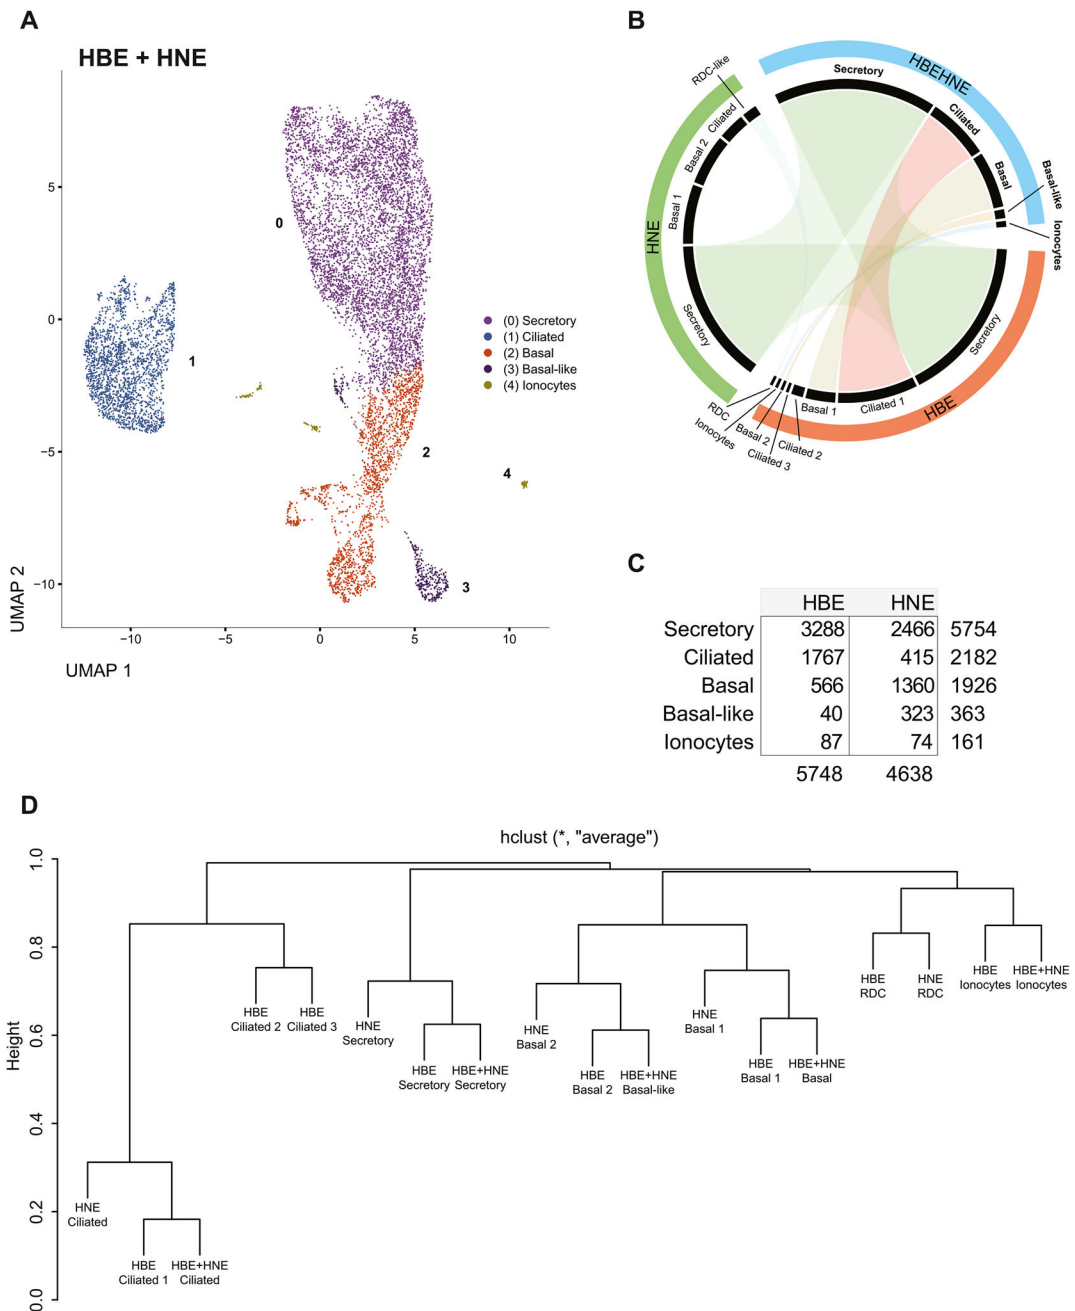 A
HBE + HNE
5
0
−5
−10
−10
−5
0
5
10
UMAP 2
UMAP 1
0
1
2
3
4
(0) Secretory
(1) Ciliated
(2) Basal
(3) Basal-like
(4) Ionocytes
B
HBEHNE
Secretory
Ciliated
Basal
Basal-like
Ionocytes
HNE
RDC-like
Ciliated
Basal 2
Basal 1
Secretory
HBE
Secretory
Ciliated 1
Basal 1
Ciliated 2
Ciliated 3
Basal 2
Ionocytes
RDC
C
HBE HNE
Secretory 3288 2466 5754
Ciliated 1767 415 2182
Basal 566 1360 1926
Basal-like 40 323 363
Ionocytes 87 74 161
5748 4638
D
hclust (*, "average")
Height
1.0
0.8
0.6
0.4
0.2
0.0
HNE
Ciliated
HBE
Ciliated 1
HBE+HNE
Ciliated
HBE
Ciliated 2
HBE
Ciliated 3
HNE
Secretory
HBE
Secretory
HBE+HNE
Secretory
HNE
Basal 2
HBE
Basal 2
HBE+HNE
Basal-like
HNE
Basal 1
HBE
Basal 1
HBE+HNE
Basal
HBE
RDC
HNE
RDC
HBE
Ionocytes
HBE+HNE
Ionocytes